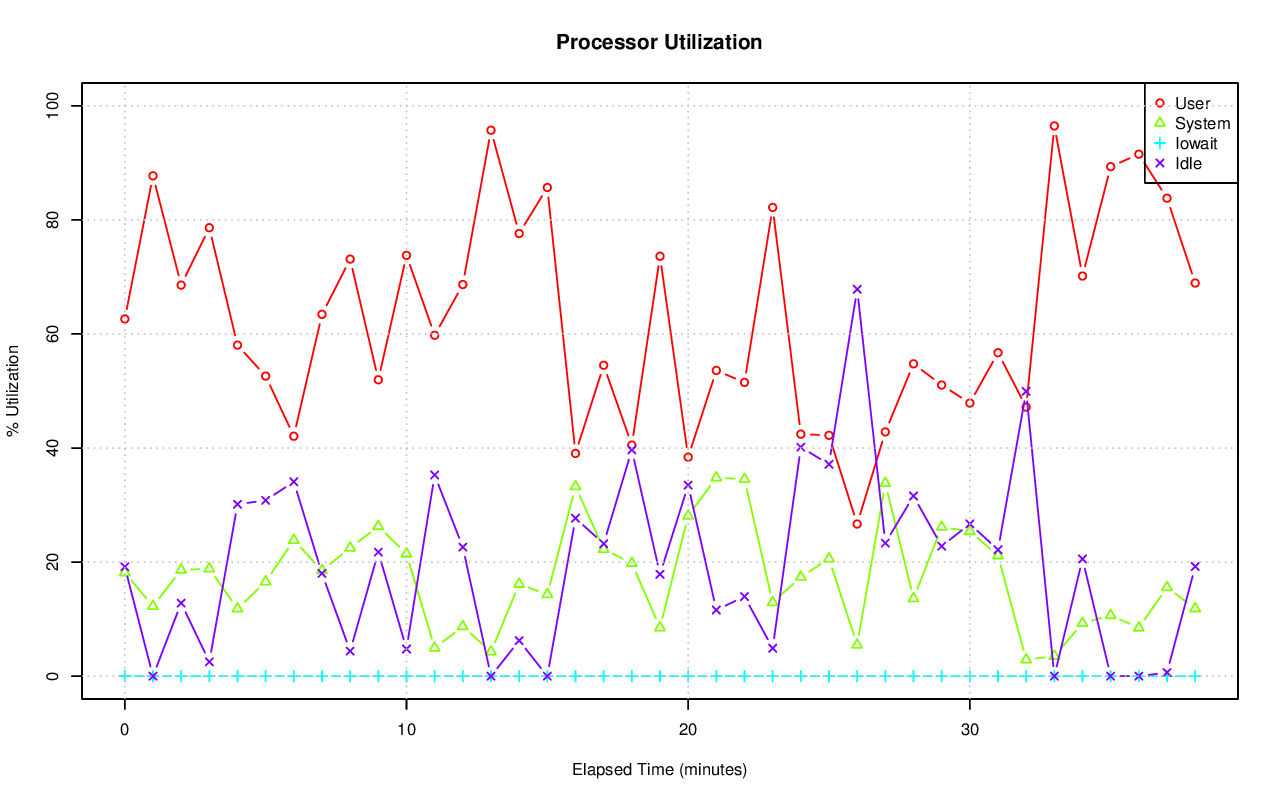 Processor Utilization
User
System
Iowait
Idle
100
80
60
40
20
0
% Utilization
0 10 20 30
Elapsed Time (minutes)